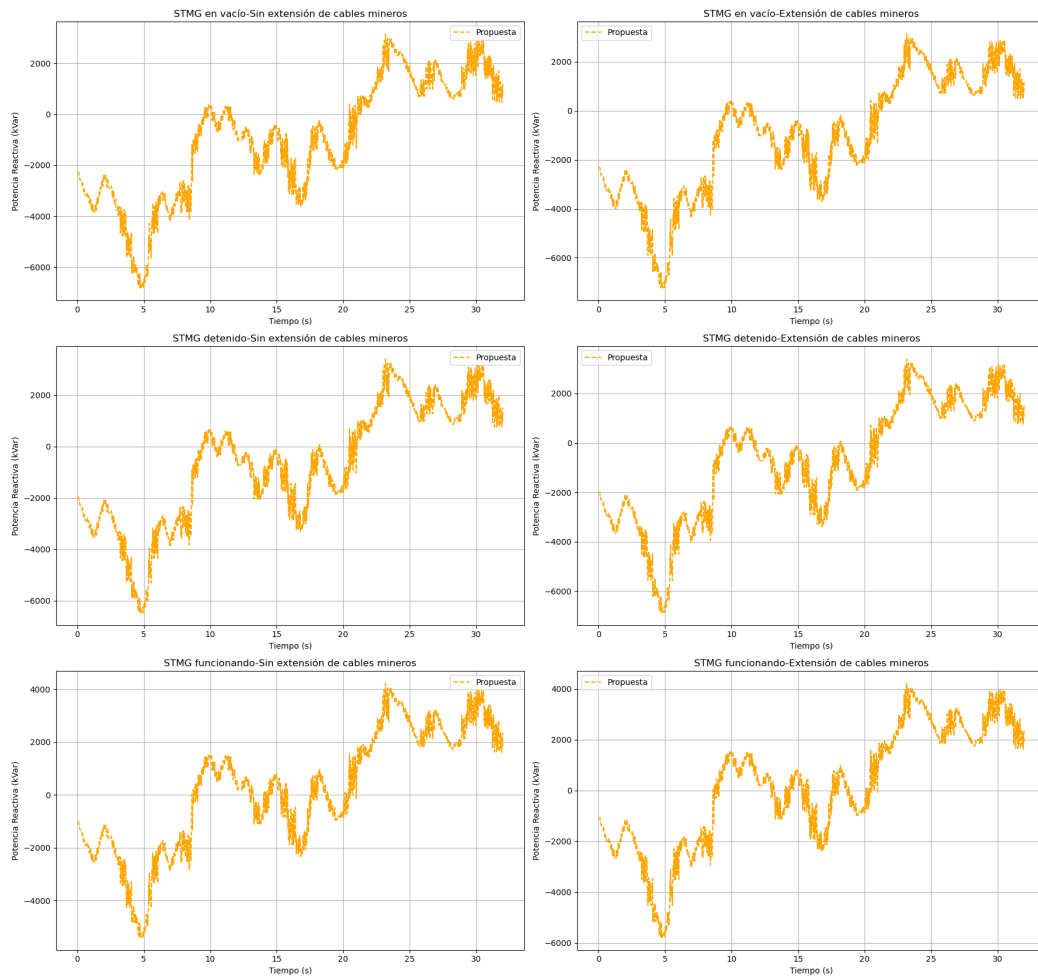 STMG en vacío-Sin extensión de cables mineros
Propuesta
Potencia Reactiva (kVar)
2000
0
−2000
−4000
−6000
0 5 10 15 20 25 30
Tiempo (s)
STMG en vacío-Extensión de cables mineros
Propuesta
Potencia Reactiva (kVar)
2000
0
−2000
−4000
−6000
0 5 10 15 20 25 30
Tiempo (s)
STMG detenido-Sin extensión de cables mineros
Propuesta
Potencia Reactiva (kVar)
2000
0
−2000
−4000
−6000
0 5 10 15 20 25 30
Tiempo (s)
STMG detenido-Extensión de cables mineros
Propuesta
Potencia Reactiva (kVar)
2000
0
−2000
−4000
−6000
0 5 10 15 20 25 30
Tiempo (s)
STMG funcionando-Sin extensión de cables mineros
Propuesta
Potencia Reactiva (kVar)
4000
2000
0
−2000
−4000
0 5 10 15 20 25 30
Tiempo (s)
STMG funcionando-Extensión de cables mineros
Propuesta
Potencia Reactiva (kVar)
4000
2000
0
−2000
−4000
−6000
0 5 10 15 20 25 30
Tiempo (s)